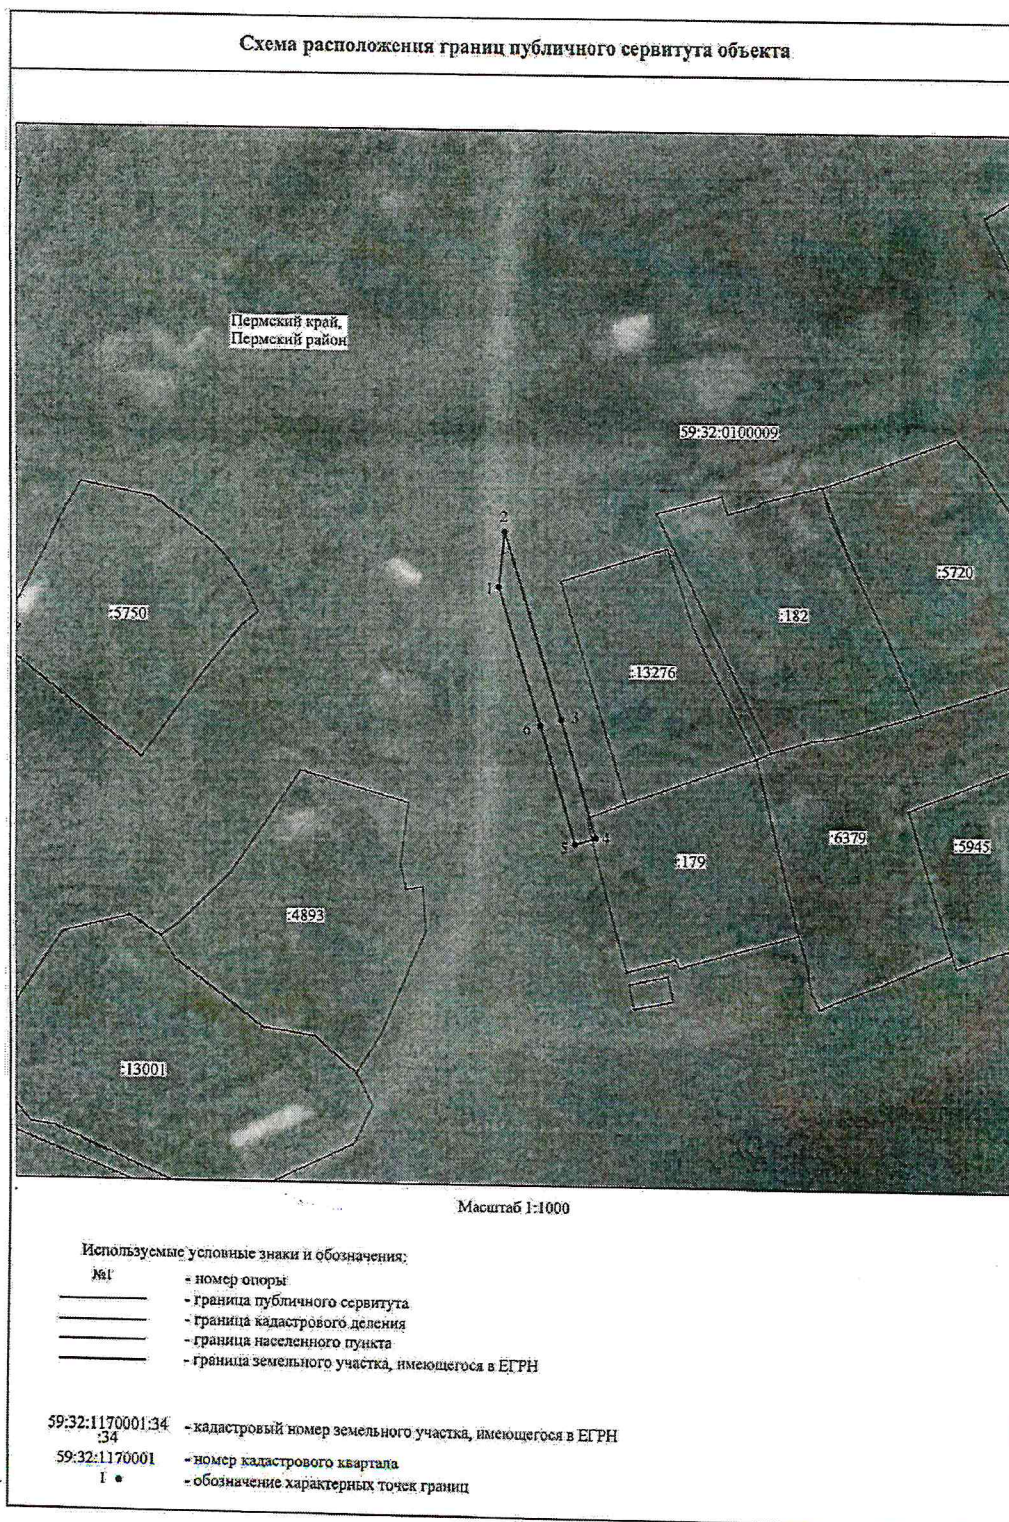 Схема расположения границ публичного сервитута объекта
Пермский край,
Пермский район
59:32:0100009
2
1
:5750
:5720
:182
:13276
3
6
5
4
:179
:6379
:5945
:4893
:13001
Масштаб 1:1000
Используемые условные знаки и обозначения:
№1 - номер опоры
- граница публичного сервитута
- граница кадастрового деления
- граница населенного пункта
- граница земельного участка, имеющегося в ЕГРН
59:32:1170001:34
:34 - кадастровый номер земельного участка, имеющегося в ЕГРН
59:32:1170001 - номер кадастрового квартала
1 ● - обозначение характерных точек границ